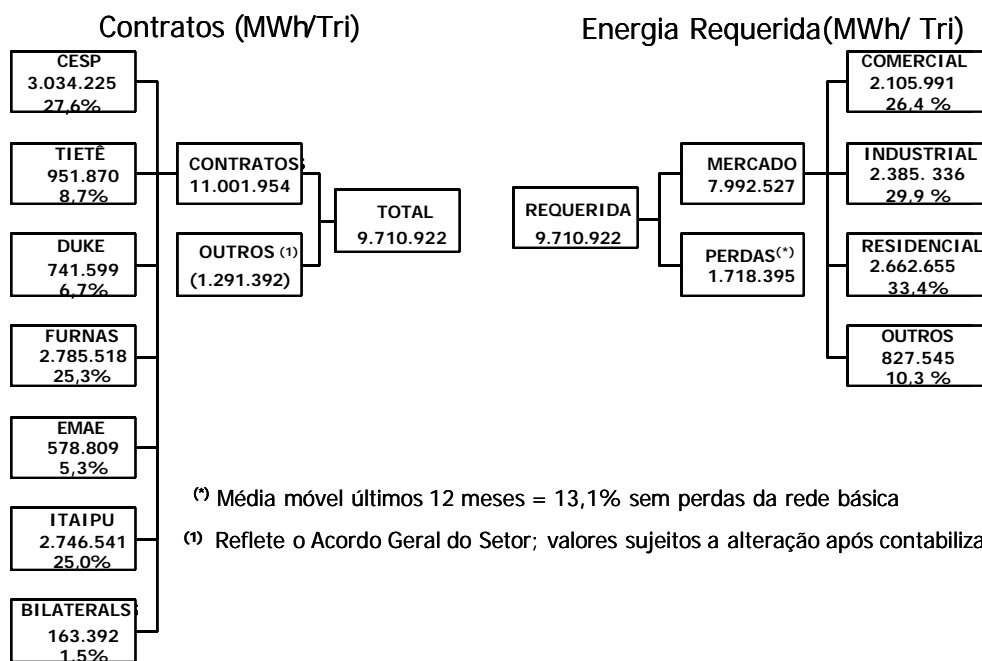 Contratos (MWh/Tri)
CESP
3.034.225
27,6%
TIETÊ
951.870
8,7%
DUKE
741.599
6,7%
FURNAS
2.785.518
25,3%
EMAE
578.809
5,3%
ITAIPU
2.746.541
25,0%
BILATERALS
163.392
1,5%
CONTRATOS
11.001.954
OUTROS (1)
(1.291.392)
TOTAL
9.710.922
Energia Requerida(MWh/ Tri)
REQUERIDA
9.710.922
MERCADO
7.992.527
PERDAS(*)
1.718.395
COMERCIAL
2.105.991
26,4 %
INDUSTRIAL
2.385. 336
29,9 %
RESIDENCIAL
2.662.655
33,4%
OUTROS
827.545
10,3 %
(*) Média móvel últimos 12 meses = 13,1% sem perdas da rede básica
(1) Reflete o Acordo Geral do Setor; valores sujeitos a alteração após contabiliza